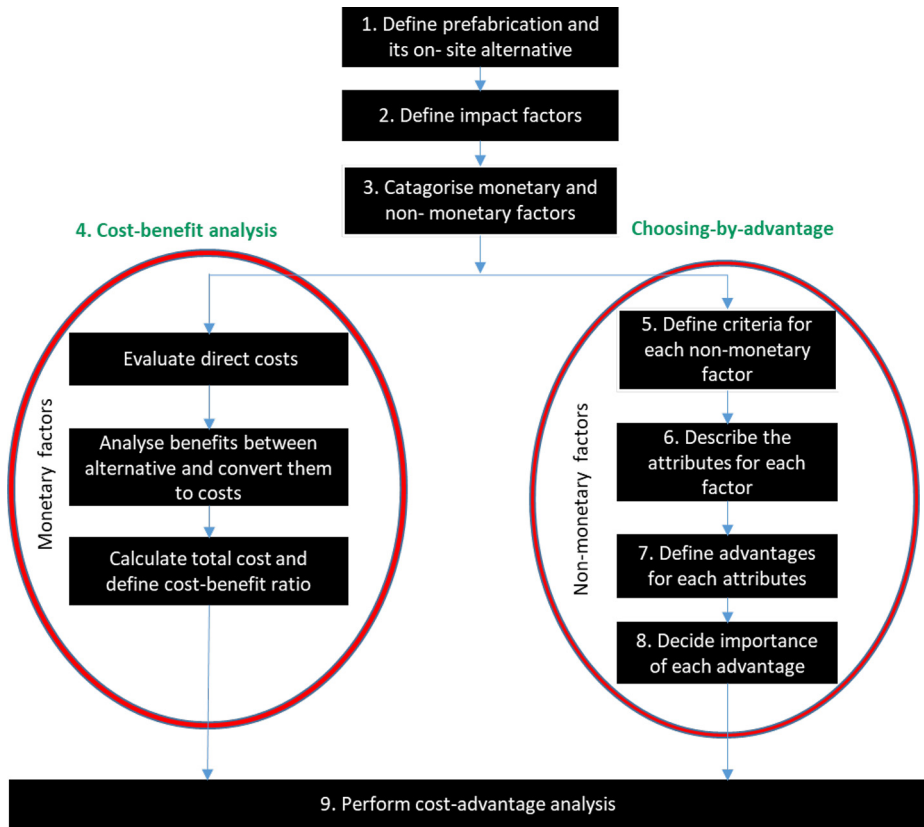 1. Define prefabrication and
its on- site alternative
2. Define impact factors
3. Catagorise monetary and
non- monetary factors
4. Cost-benefit analysis
Choosing-by-advantage
Monetary factors
Evaluate direct costs
Analyse benefits between
alternative and convert them
to costs
Calculate total cost and
define cost-benefit ratio
Non-monetary factors
5. Define criteria for
each non-monetary
factor
6. Describe the
attributes for each
factor
7. Define advantages
for each attributes
8. Decide importance
of each advantage
9. Perform cost-advantage analysis